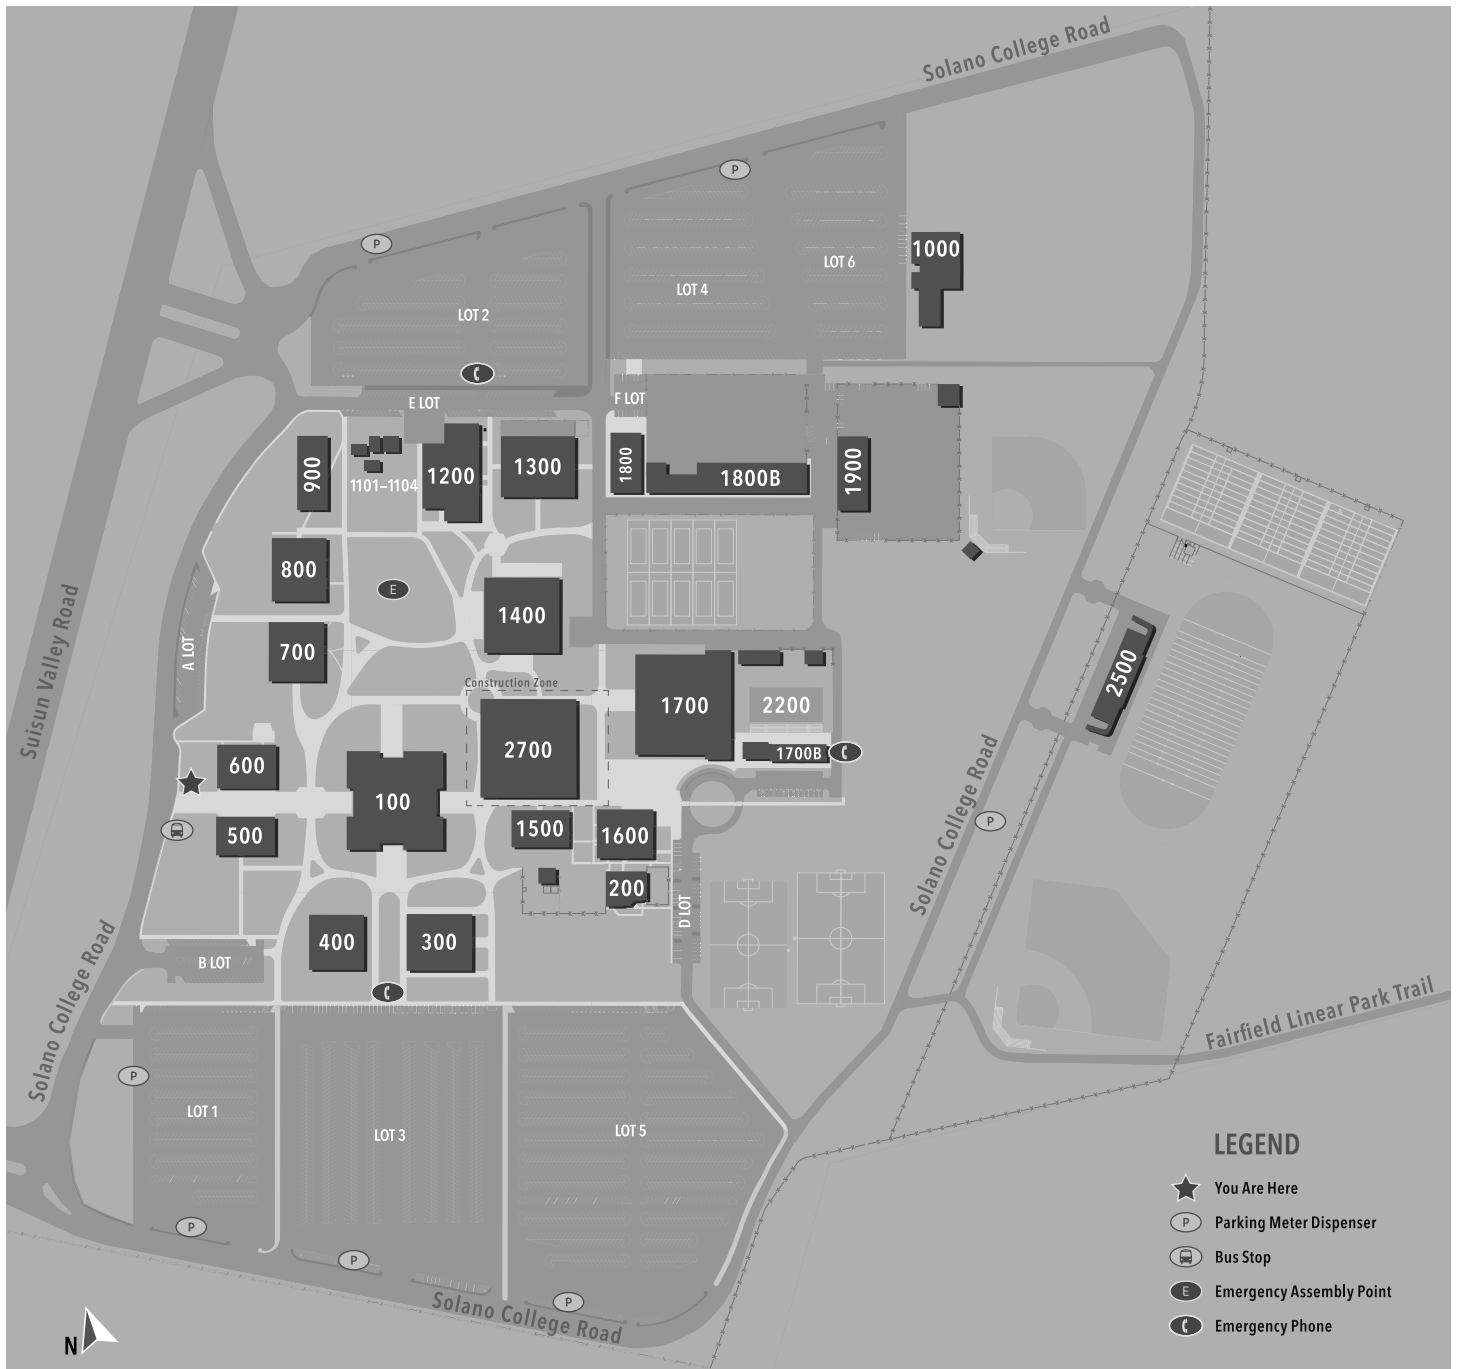 Solano College Road
P
P
1000
LOT 6
LOT 4
LOT 2
E LOT
F LOT
900
1101–1104
1200
1300
1800
1800B
1900
800
E
1400
A LOT
700
Suisun Valley Road
Construction Zone
1700
2200
2500
2700
1700B
600
100
500
1500
1600
200
Solano College Road
P
D LOT
400
300
B LOT
Solano College Road
Fairfield Linear Park Trail
P
LOT 1
LOT 3
LOT 5
P
P
P
Solano College Road
N
LEGEND
You Are Here
P Parking Meter Dispenser
Bus Stop
E Emergency Assembly Point
Emergency Phone